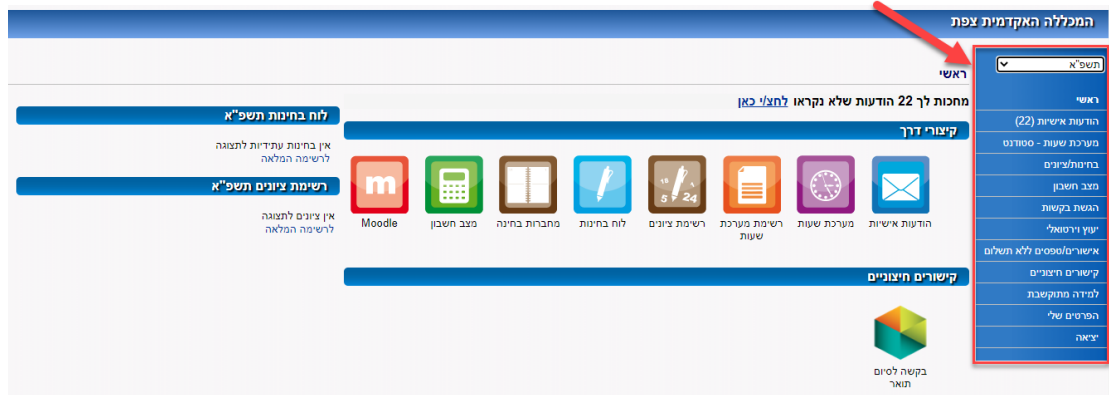 המכללה האקדמית צפת
תשפ"א
ראשי
הודעות אישיות (22)
מערכת שעות - סטודנט
בחינות/ציונים
מצב חשבון
הגשת בקשות
יעוץ וירטואלי
אישורים/טפסים ללא תשלום
קישורים חיצוניים
למידה מתוקשבת
הפרטים שלי
יציאה
ראשי
מחכות לך 22 הודעות שלא נקראו לחצ/י כאן
קיצורי דרך
הודעות אישיות
מערכת שעות
רשימת מערכת
שעות
רשימת ציונים
לוח בחינות
מחברות בחינה
מצב חשבון
Moodle
קישורים חיצוניים
בקשה לסיום
תואר
לוח בחינות תשפ"א
אין בחינות עתידיות לתצוגה
לרשימה המלאה
רשימת ציונים תשפ"א
אין ציונים לתצוגה
לרשימה המלאה